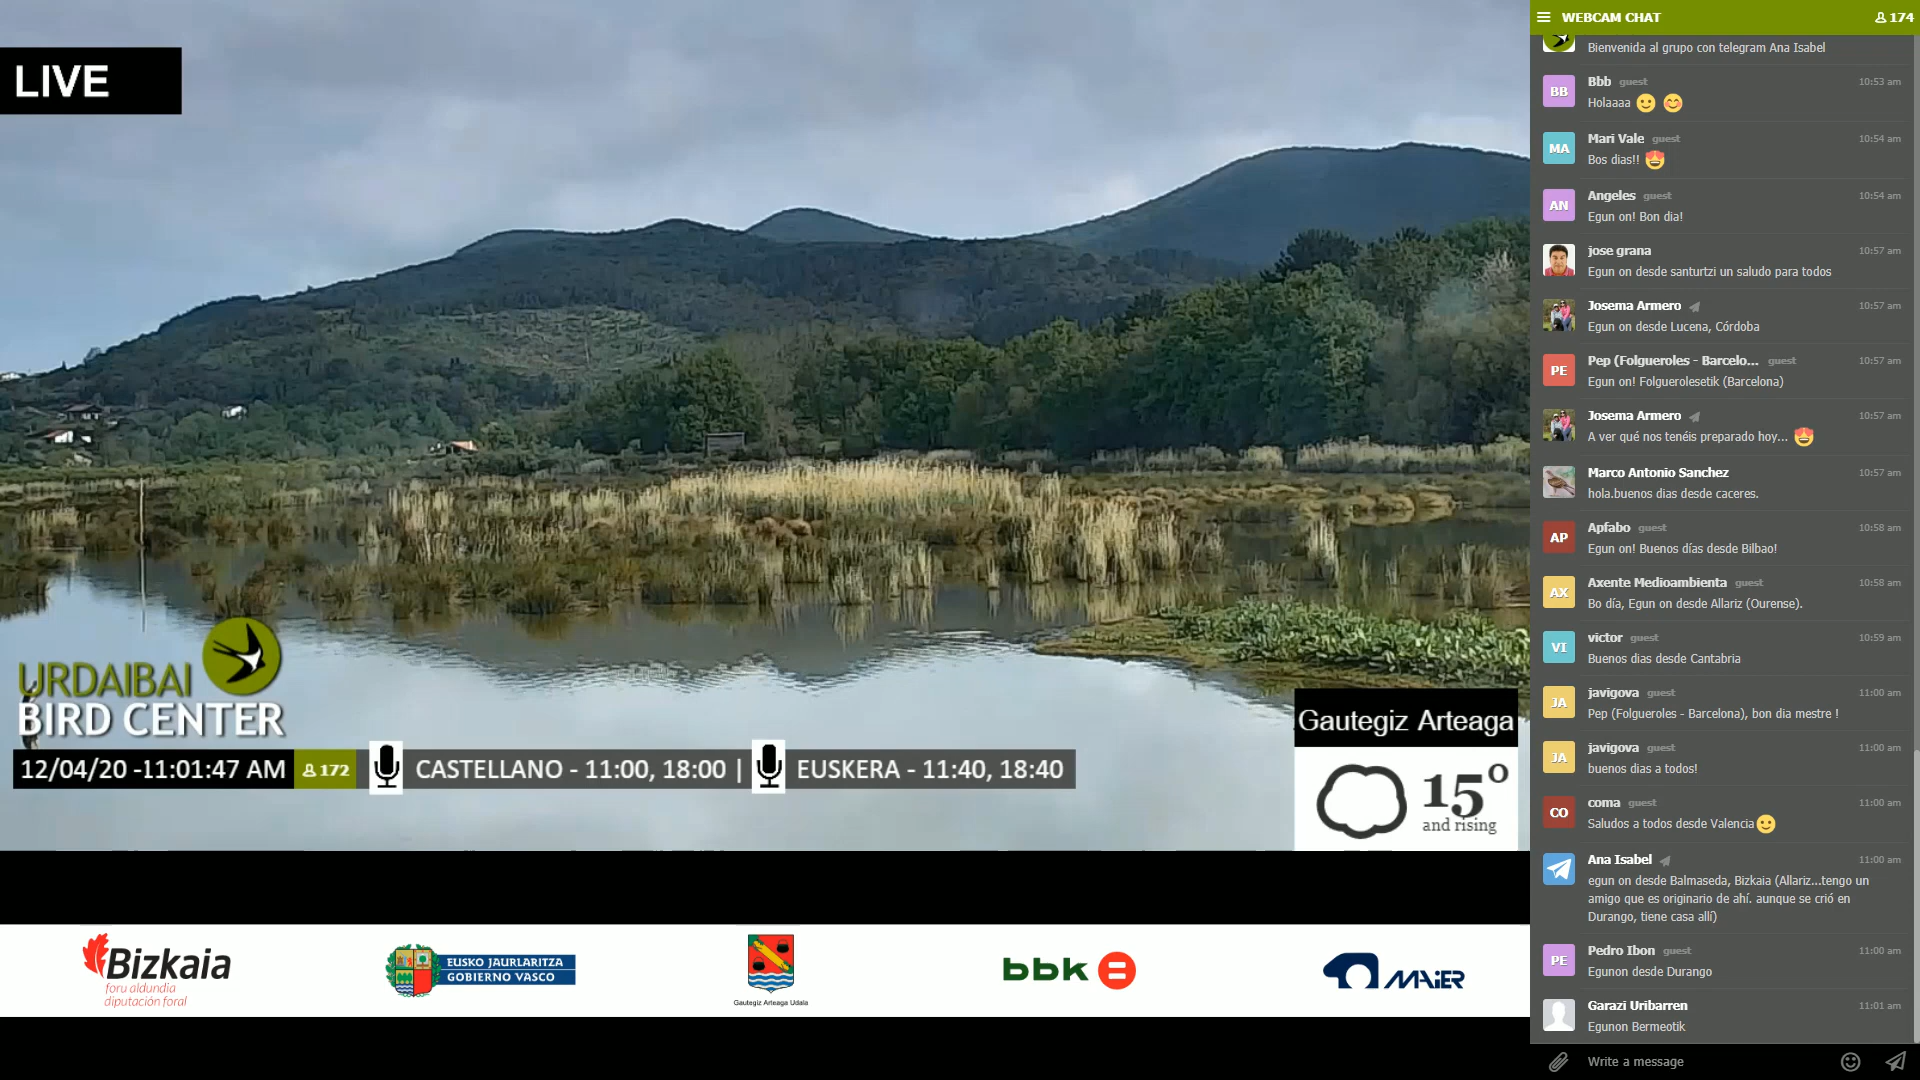 LIVE
URDAIBAI
BIRD CENTER
12/04/20 -11:01:47 AM
172
CASTELLANO - 11:00, 18:00 |
EUSKERA - 11:40, 18:40
Gautegiz Arteaga
15º
and rising
Bizkaia
foru aldundia
diputación foral
EUSKO JAURLARITZA
GOBIERNO VASCO
Gautegiz Arteaga Udala
bbk
MAIER
WEBCAM CHAT
174
Bienvenida al grupo con telegram Ana Isabel
BB
Bbb guest 10:53 am
Holaaaa
MA
Mari Vale guest 10:54 am
Bos dias!!
AN
Angeles guest 10:54 am
Egun on! Bon dia!
jose grana 10:57 am
Egun on desde santurtzi un saludo para todos
Josema Armero 10:57 am
Egun on desde Lucena, Córdoba
PE
Pep (Folgueroles - Barcelo... guest 10:57 am
Egun on! Folguerolesetik (Barcelona)
Josema Armero 10:57 am
A ver qué nos tenéis preparado hoy...
Marco Antonio Sanchez 10:57 am
hola.buenos dias desde caceres.
AP
Apfabo guest 10:58 am
Egun on! Buenos días desde Bilbao!
AX
Axente Medioambienta guest 10:58 am
Bo día, Egun on desde Allariz (Ourense).
VI
victor guest 10:59 am
Buenos dias desde Cantabria
JA
javigova guest 11:00 am
Pep (Folgueroles - Barcelona), bon dia mestre !
JA
javigova guest 11:00 am
buenos dias a todos!
CO
coma guest 11:00 am
Saludos a todos desde Valencia
Ana Isabel 11:00 am
egun on desde Balmaseda, Bizkaia (Allariz...tengo un
amigo que es originario de ahí. aunque se crió en
Durango, tiene casa allí)
PE
Pedro Ibon guest 11:00 am
Egunon desde Durango
Garazi Uribarren 11:01 am
Egunon Bermeotik
Write a message